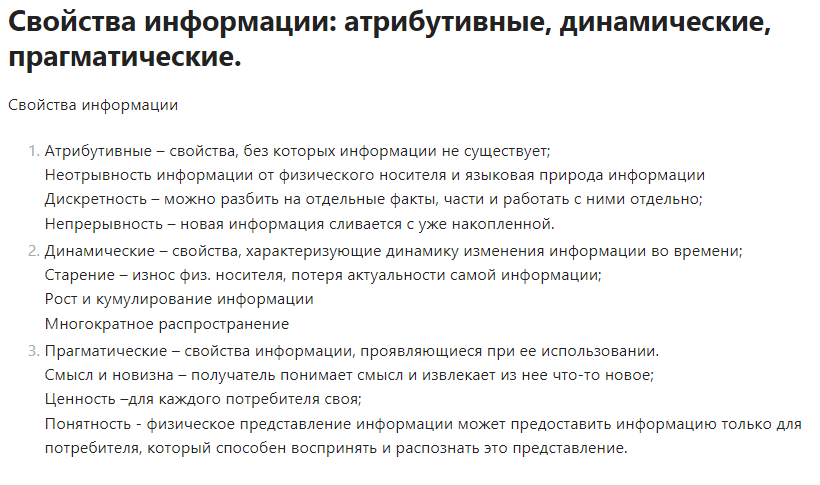 Свойства информации: атрибутивные, динамические,
прагматические.
Свойства информации
1. Атрибутивные – свойства, без которых информации не существует;
Неотрывность информации от физического носителя и языковая природа информации
Дискретность – можно разбить на отдельные факты, части и работать с ними отдельно;
Непрерывность – новая информация сливается с уже накопленной.
2. Динамические – свойства, характеризующие динамику изменения информации во времени;
Старение – износ физ. носителя, потеря актуальности самой информации;
Рост и кумулирование информации
Многократное распространение
3. Прагматические – свойства информации, проявляющиеся при ее использовании.
Смысл и новизна – получатель понимает смысл и извлекает из нее что-то новое;
Ценность –для каждого потребителя своя;
Понятность - физическое представление информации может предоставить информацию только для
потребителя, который способен воспринять и распознать это представление.